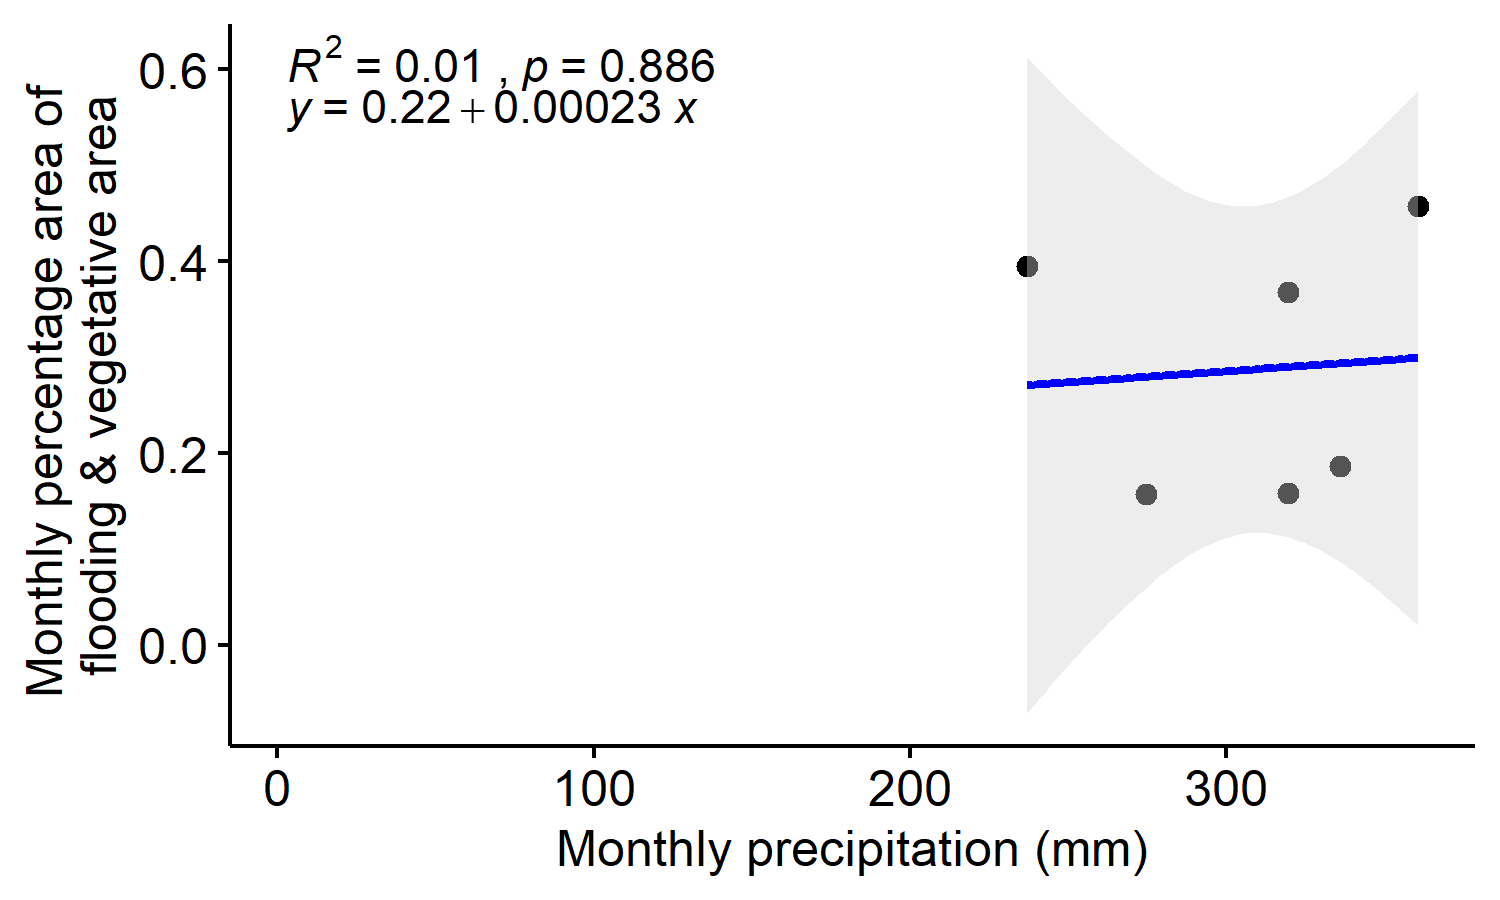 R² = 0.01 , p = 0.886
y = 0.22 + 0.00023 x
Monthly percentage area of
flooding & vegetative area
0.6
0.4
0.2
0.0
0 100 200 300
Monthly precipitation (mm)